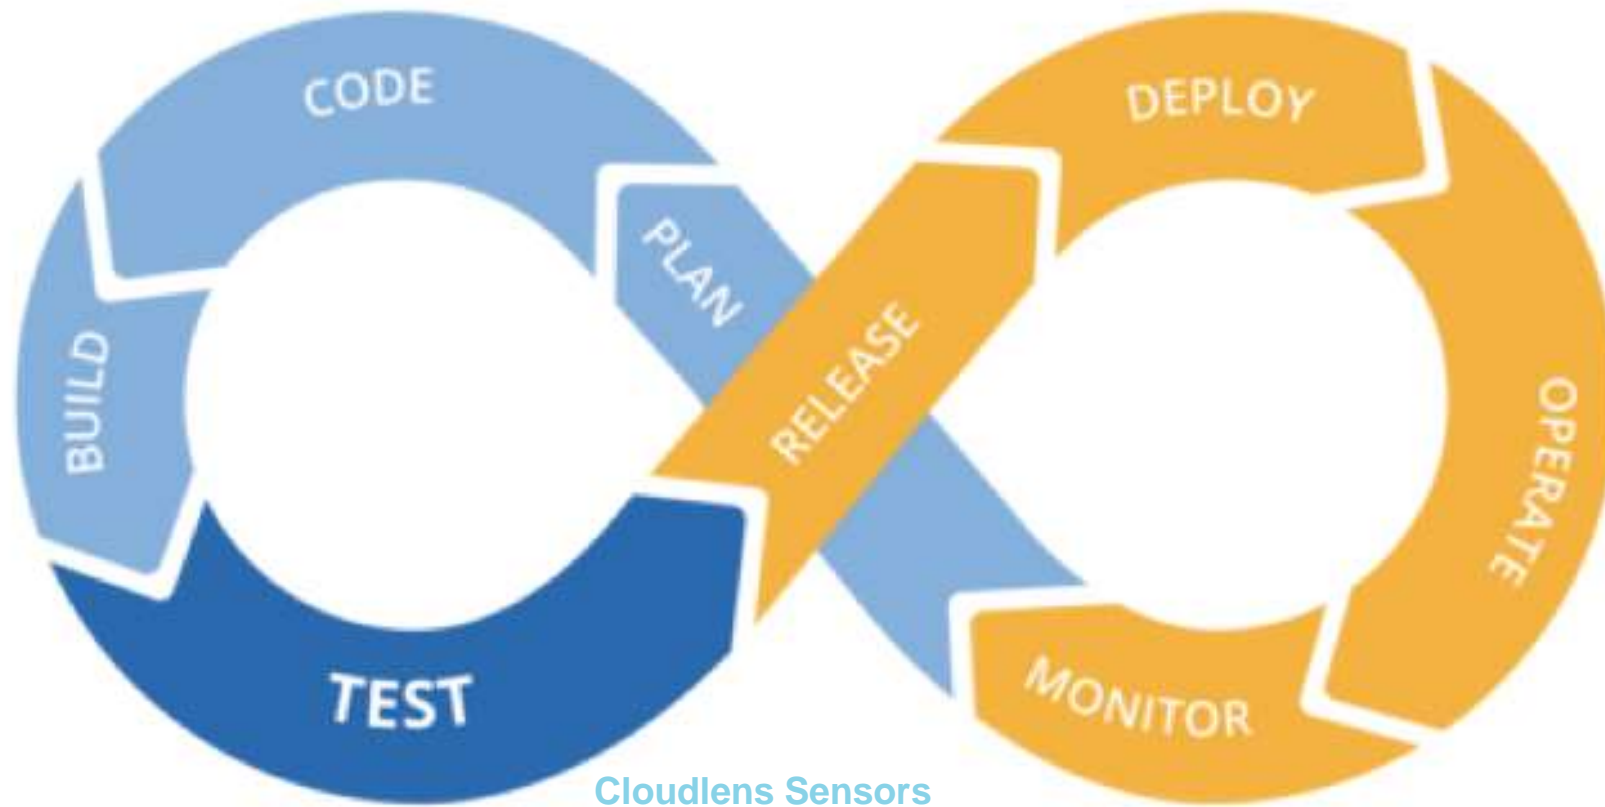 CODE
DEPLOY
PLAN
RELEASE
BUILD
OPERATE
TEST
MONITOR
Cloudlens Sensors